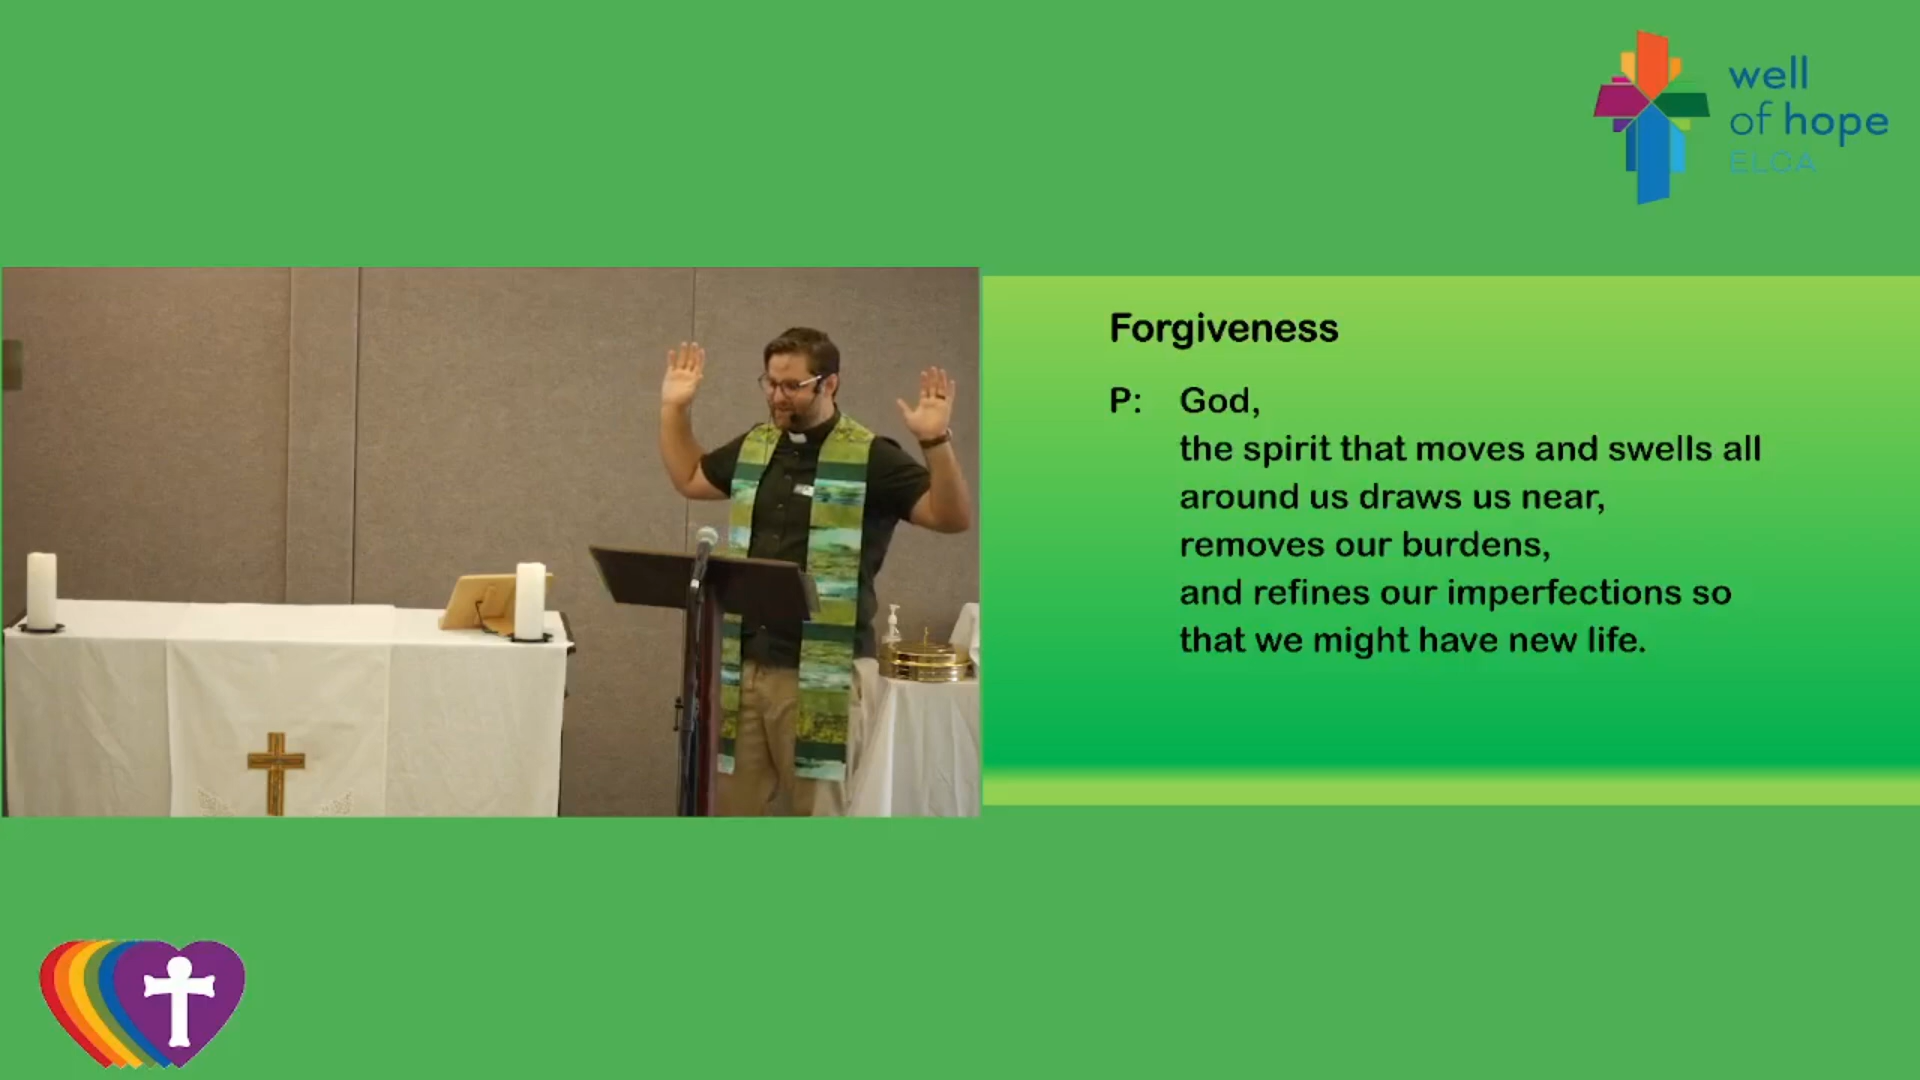 well
of hope
ELCA
Forgiveness
P: God,
the spirit that moves and swells all
around us draws us near,
removes our burdens,
and refines our imperfections so
that we might have new life.